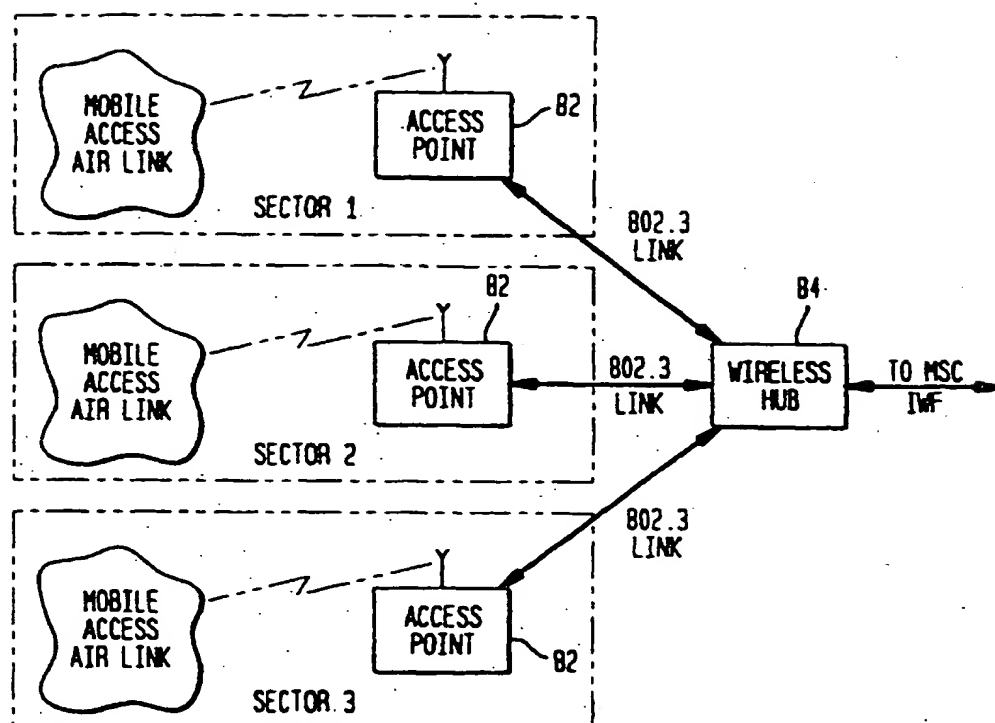 MOBILE
ACCESS
AIR LINK
ACCESS
POINT
82
SECTOR 1
802.3
LINK
MOBILE
ACCESS
AIR LINK
ACCESS
POINT
82
SECTOR 2
802.3
LINK
WIRELESS
HUB
84
TO MSC
IWF
802.3
LINK
MOBILE
ACCESS
AIR LINK
ACCESS
POINT
82
SECTOR 3